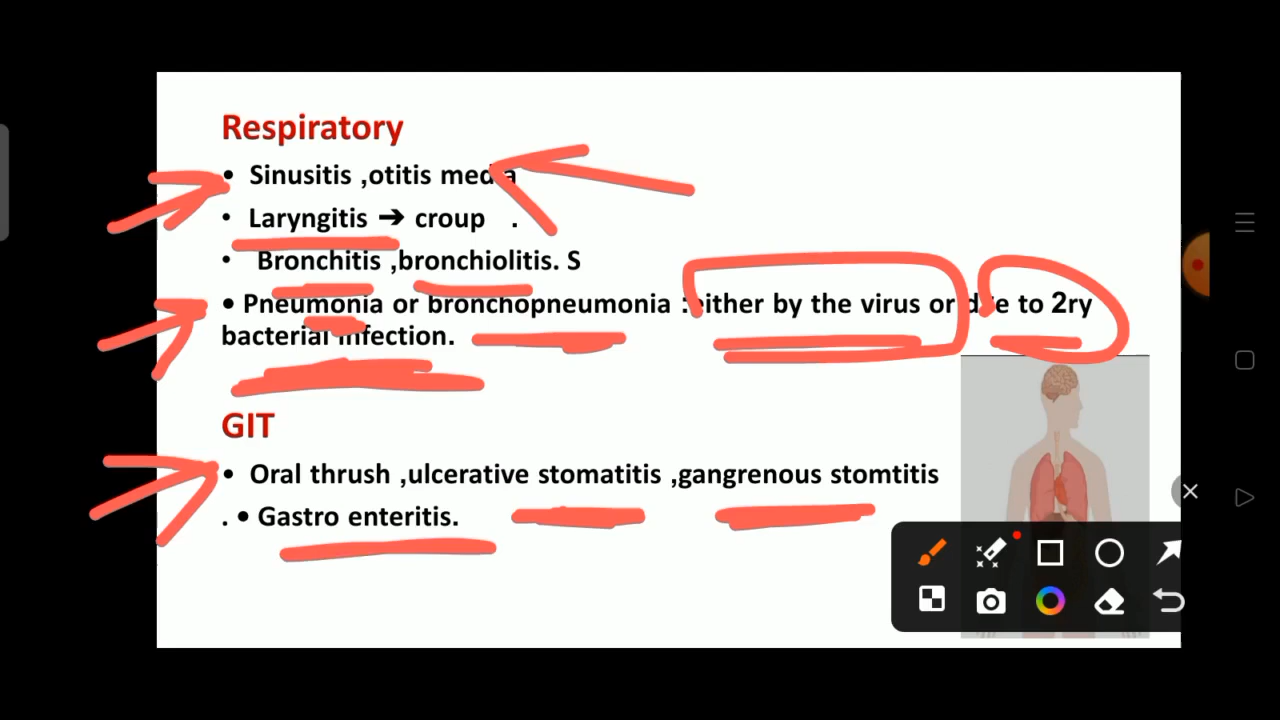 Respiratory
• Sinusitis ,otitis media
• Laryngitis ➔ croup .
• Bronchitis ,bronchiolitis. S
• Pneumonia or bronchopneumonia :either by the virus or due to 2ry
bacterial infection.
GIT
• Oral thrush ,ulcerative stomatitis ,gangrenous stomtitis
. • Gastro enteritis.